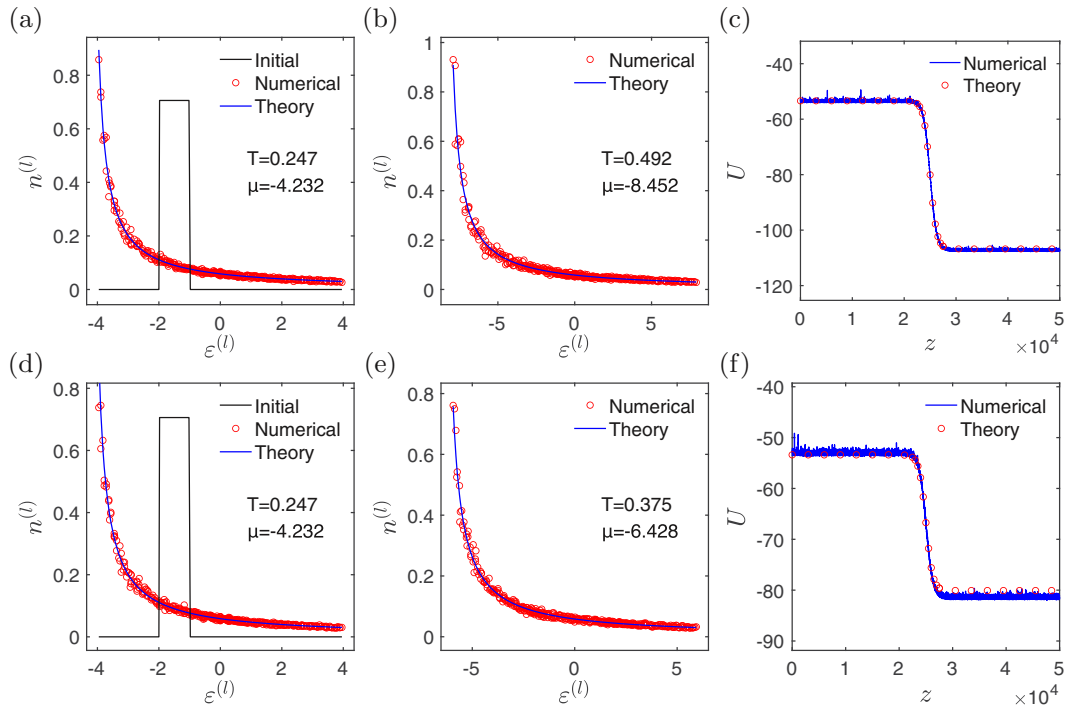 (a)
0.8
0.6
0.4
0.2
0
-4
-2
0
2
4
n^{(l)}
ε^{(l)}
Initial
Numerical
Theory
T=0.247
μ=-4.232
(b)
1
0.8
0.6
0.4
0.2
0
-5
0
5
n^{(l)}
ε^{(l)}
Numerical
Theory
T=0.492
μ=-8.452
(c)
-40
-60
-80
-100
-120
0
1
2
3
4
5
×10^4
U
z
Numerical
Theory
(d)
0.8
0.6
0.4
0.2
0
-4
-2
0
2
4
n^{(l)}
ε^{(l)}
Initial
Numerical
Theory
T=0.247
μ=-4.232
(e)
0.8
0.6
0.4
0.2
0
-5
0
5
n^{(l)}
ε^{(l)}
Numerical
Theory
T=0.375
μ=-6.428
(f)
-40
-50
-60
-70
-80
-90
0
1
2
3
4
5
×10^4
U
z
Numerical
Theory